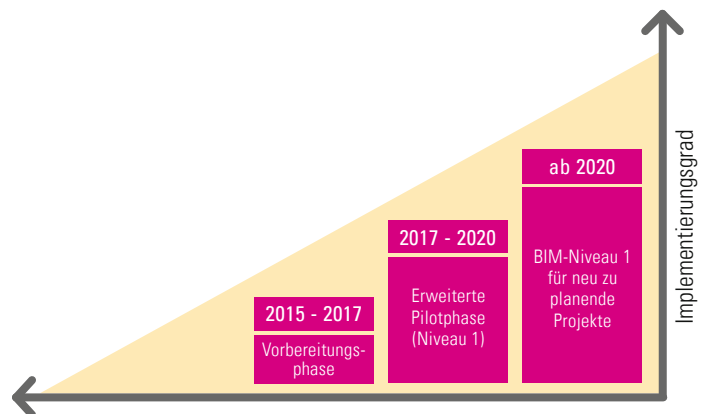 2015 - 2017
Vorbereitungs-
phase
2017 - 2020
Erweiterte
Pilotphase
(Niveau 1)
ab 2020
BIM-Niveau 1
für neu zu
planende
Projekte
Implementierungsgrad